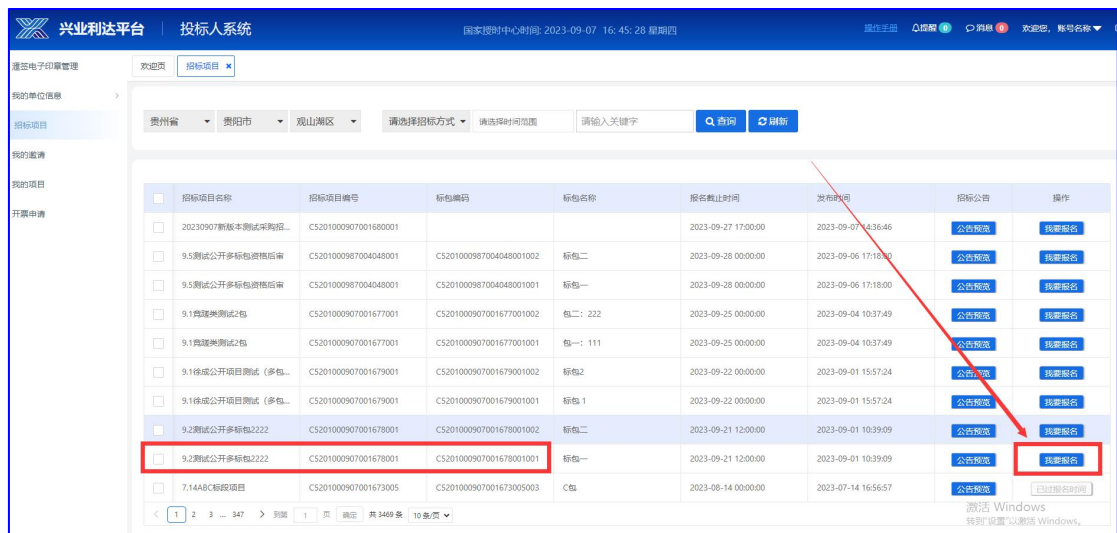 兴业利达平台 投标人系统 国家授时中心时间: 2023-09-07 16: 45: 28 星期四 操作手册 提醒 0 消息 0 欢迎您, 账号名称
签电子印章管理 欢迎页 招标项目 ×
我的单位信息
招标项目 贵州省 贵阳市 观山湖区 请选择招标方式 请选择时间范围 请输入关键字 查询 刷新
我的邀请
我的项目
开票申请
招标项目名称 招标项目编号 标包编码 标包名称 报名截止时间 发布时间 招标公告 操作
20230907新版本测试采购招... C5201000907001680001 2023-09-27 17:00:00 2023-09-07 14:36:46 公告预览 我要报名
9.5测试公开多标包资格后审 C5201000987004048001 C5201000987004048001002 标包二 2023-09-28 00:00:00 2023-09-06 17:18:00 公告预览 我要报名
9.5测试公开多标包资格后审 C5201000987004048001 C5201000987004048001001 标包一 2023-09-28 00:00:00 2023-09-06 17:18:00 公告预览 我要报名
9.1竞磋类测试2包 C5201000907001677001 C5201000907001677001002 包二：222 2023-09-25 00:00:00 2023-09-04 10:37:49 公告预览 我要报名
9.1竞磋类测试2包 C5201000907001677001 C5201000907001677001001 包一：111 2023-09-25 00:00:00 2023-09-04 10:37:49 公告预览 我要报名
9.1徐成公开项目测试（多包... C5201000907001679001 C5201000907001679001002 标包2 2023-09-22 00:00:00 2023-09-01 15:57:24 公告预览 我要报名
9.1徐成公开项目测试（多包... C5201000907001679001 C5201000907001679001001 标包 1 2023-09-22 00:00:00 2023-09-01 15:57:24 公告预览 我要报名
9.2测试公开多标包2222 C5201000907001678001 C5201000907001678001002 标包二 2023-09-21 12:00:00 2023-09-01 10:39:09 公告预览 我要报名
9.2测试公开多标包2222 C5201000907001678001 C5201000907001678001001 标包一 2023-09-21 12:00:00 2023-09-01 10:39:09 公告预览 我要报名
7.14ABC标段项目 C5201000907001673005 C5201000907001673005003 C包 2023-08-14 00:00:00 2023-07-14 16:56:57 公告预览 已过报名时间
1 2 3 ... 347 到第 1 页 确定 共 3469 条 10 条/页
激活 Windows
转到"设置"以激活 Windows。